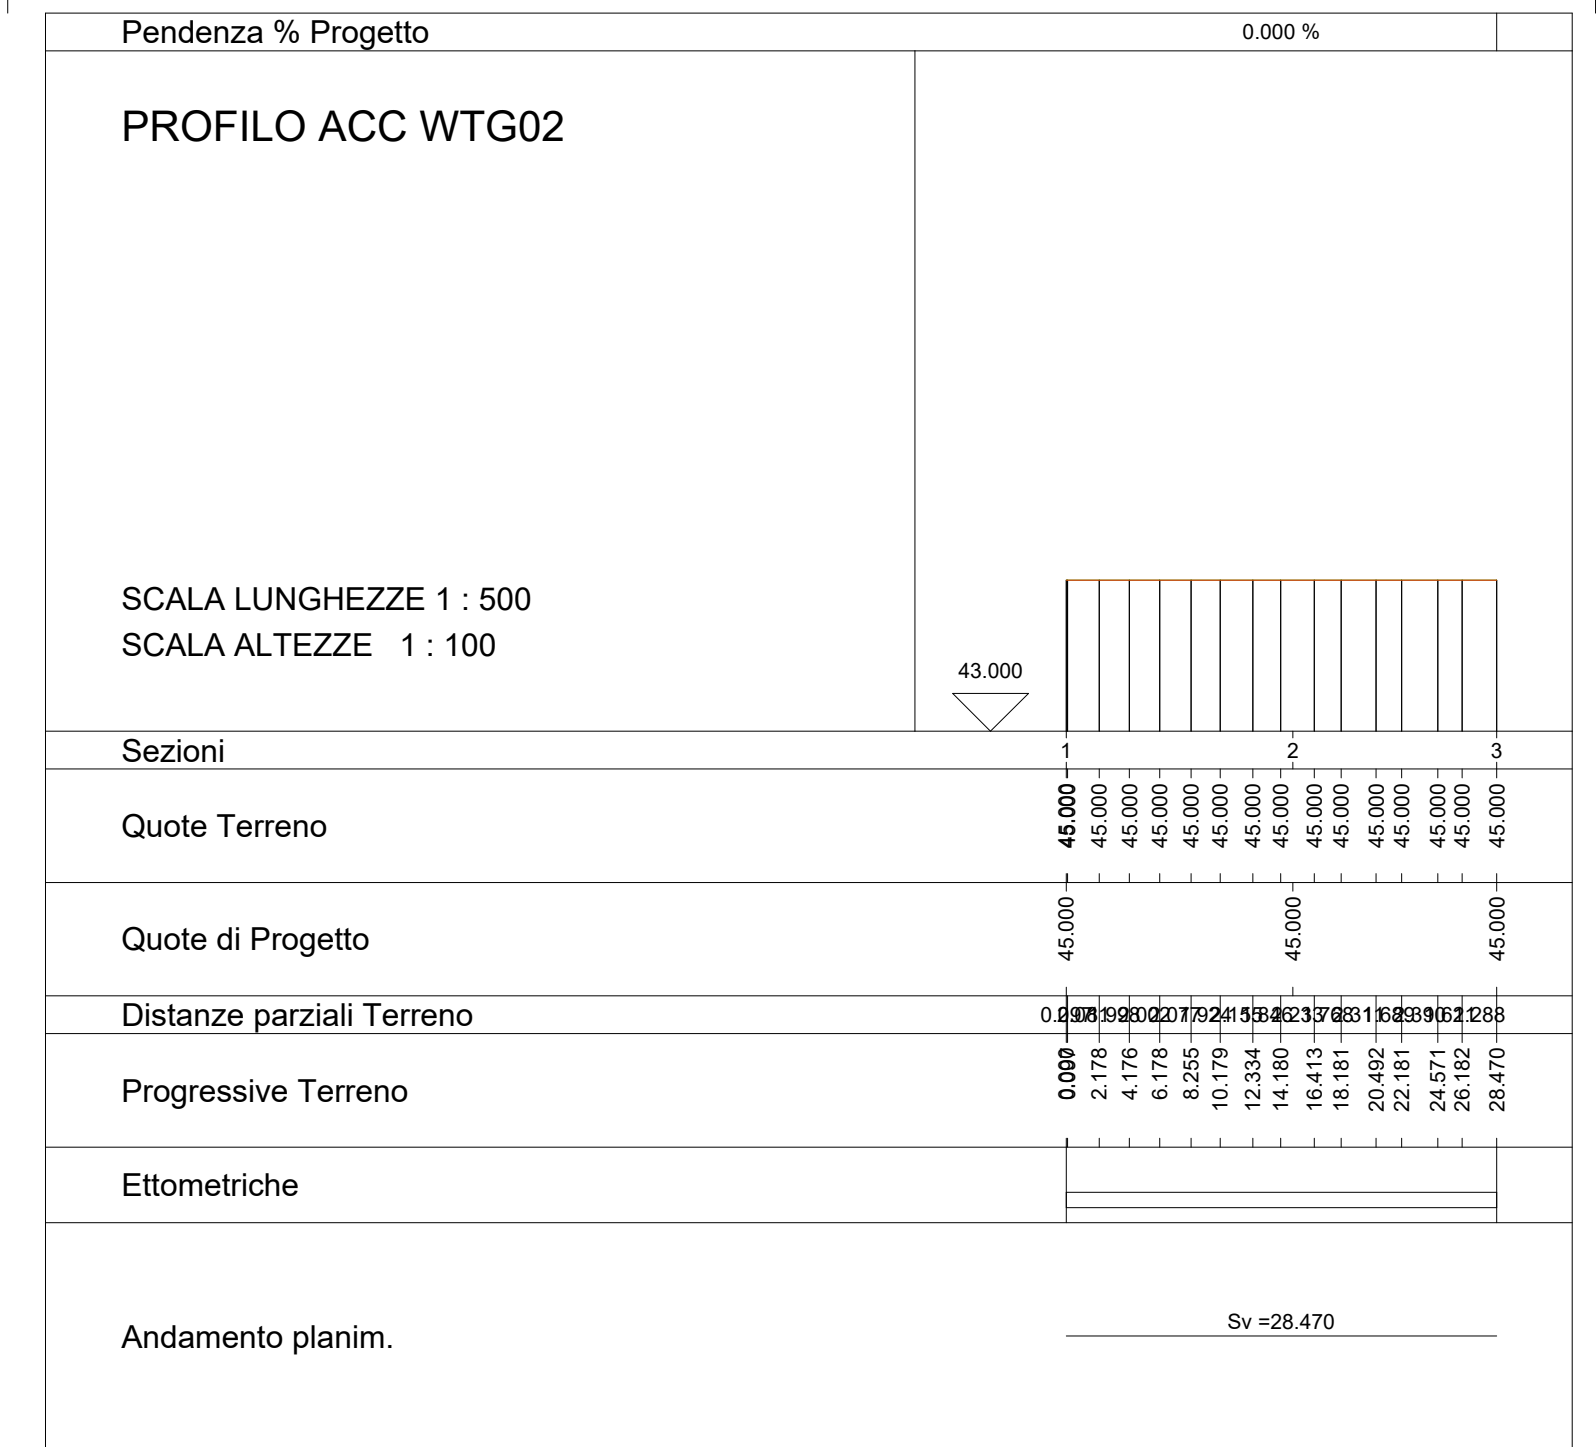 Pendenza % Progetto 0.000 %
PROFILO ACC WTG02
SCALA LUNGHEZZE 1 : 500
SCALA ALTEZZE 1 : 100
43.000
Sezioni 1 2 3
Quote Terreno 45.000 45.000 45.000 45.000 45.000 45.000 45.000 45.000 45.000 45.000 45.000 45.000 45.000 45.000 45.000 45.000
Quote di Progetto 45.000 45.000 45.000
Distanze parziali Terreno
Progressive Terreno 2.178 4.176 6.178 8.255 10.179 12.334 14.180 16.413 18.181 20.492 22.181 24.571 26.182 28.470
Ettometriche
Andamento planim. Sv =28.470